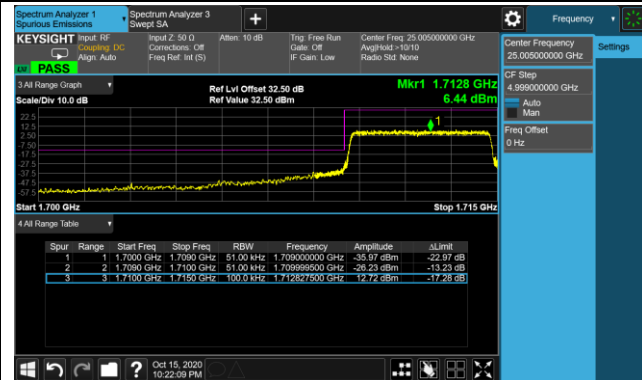 Spectrum Analyzer 1
Spurious Emissions
Spectrum Analyzer 3
Swept SA
Frequency
KEYSIGHT
Input: RF
Coupling: DC
Align: Auto
Input Z: 50 Ω
Corrections: Off
Freq Ref: Int (S)
Atten: 10 dB
Trig: Free Run
Gate: Off
IF Gain: Low
Center Freq: 25.005000000 GHz
Avg|Hold:>10/10
Radio Std: None
PASS
Center Frequency
25.005000000 GHz
Settings
CF Step
4.999000000 GHz
Auto
Man
Freq Offset
0 Hz
3 All Range Graph
Scale/Div 10.0 dB
Ref Lvl Offset 32.50 dB
Ref Value 32.50 dBm
Mkr1 1.7128 GHz
6.44 dBm
22.5
12.5
2.50
-7.50
-17.5
-27.5
-37.5
-47.5
-57.5
1
Start 1.700 GHz
Stop 1.715 GHz
4 All Range Table
Spur Range Start Freq Stop Freq RBW Frequency Amplitude ΔLimit
1 1 1.7000 GHz 1.7090 GHz 51.00 kHz 1.709000000 GHz -35.97 dBm -22.97 dB
2 2 1.7090 GHz 1.7100 GHz 51.00 kHz 1.709999500 GHz -26.23 dBm -13.23 dB
3 3 1.7100 GHz 1.7150 GHz 100.0 kHz 1.712827500 GHz 12.72 dBm -17.28 dB
Oct 15, 2020
10:22:09 PM